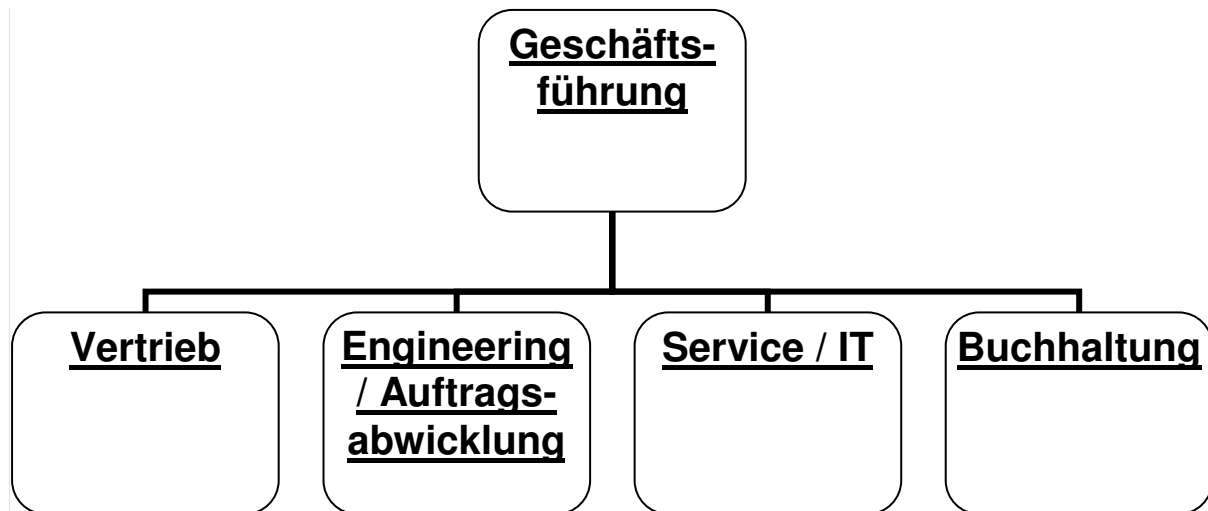 Geschäfts-
führung
Vertrieb
Engineering
/ Auftrags-
abwicklung
Service / IT
Buchhaltung